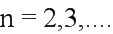 n = 2,3,....